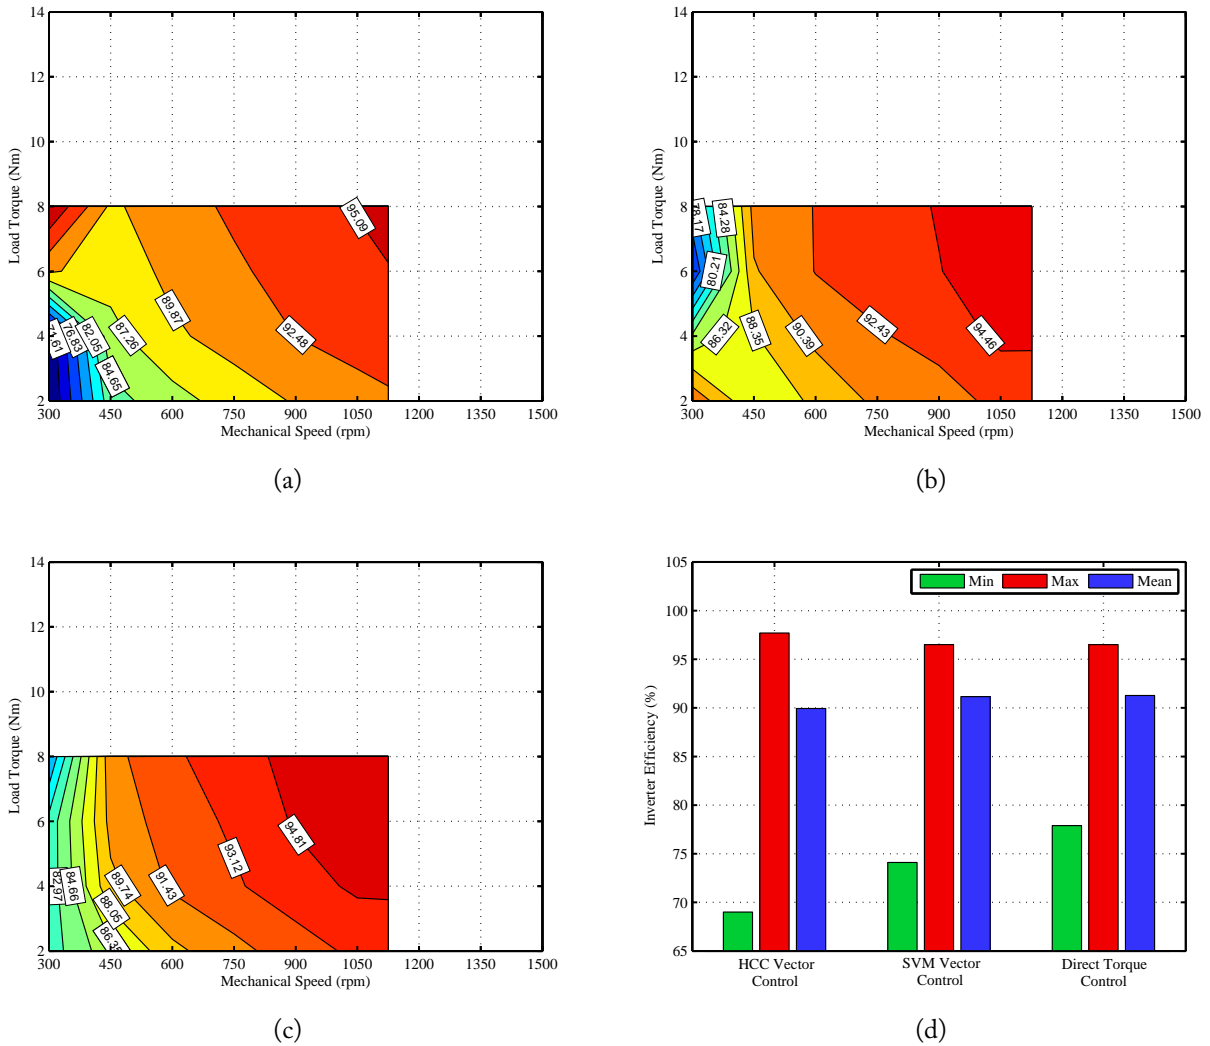 14
12
10
8
6
4
2
Load Torque (Nm)
95.09
89.87
92.48
87.26
82.05
76.83
84.65
300 450 600 750 900 1050 1200 1350 1500
Mechanical Speed (rpm)
(a)
14
12
10
8
6
4
2
Load Torque (Nm)
78.17
84.28
80.21
86.32
88.35
90.39
92.43
94.46
300 450 600 750 900 1050 1200 1350 1500
Mechanical Speed (rpm)
(b)
14
12
10
8
6
4
2
Load Torque (Nm)
82.97
84.66
89.74
88.05
91.43
93.12
94.81
300 450 600 750 900 1050 1200 1350 1500
Mechanical Speed (rpm)
(c)
105
100
95
90
85
80
75
70
65
Inverter Efficiency (%)
Min Max Mean
HCC Vector
Control
SVM Vector
Control
Direct Torque
Control
(d)